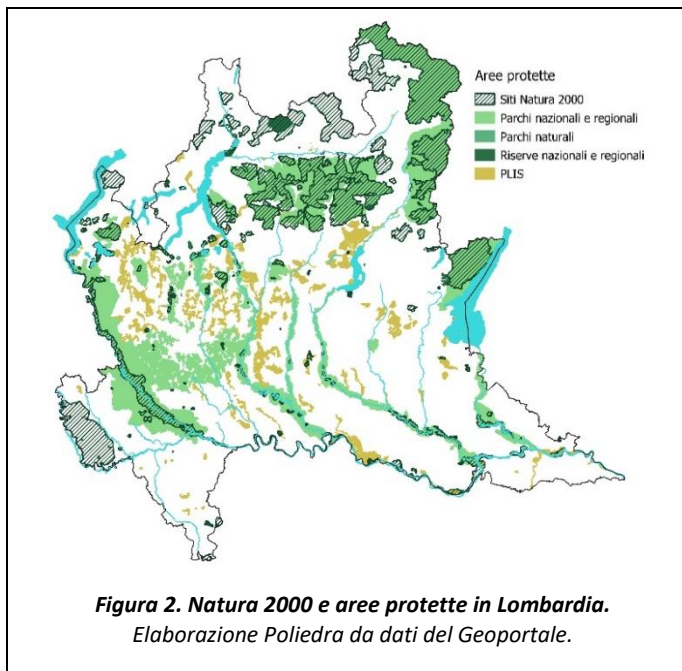 Aree protette
Siti Natura 2000
Parchi nazionali e regionali
Parchi naturali
Riserve nazionali e regionali
PLIS
Figura 2. Natura 2000 e aree protette in Lombardia.
Elaborazione Poliedra da dati del Geoportale.